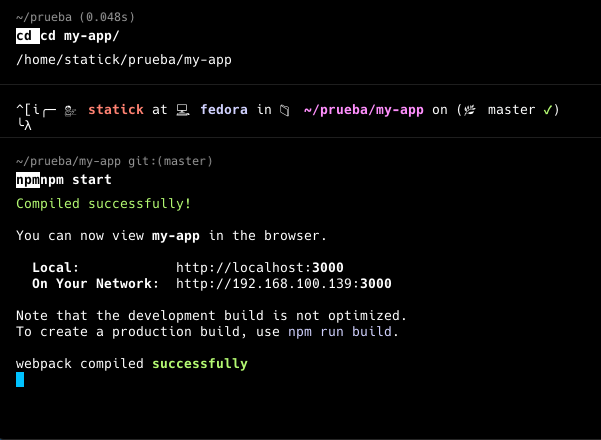 ~/prueba (0.048s)
cd cd my-app/
/home/statick/prueba/my-app
^[i╭─ statick at fedora in ~/prueba/my-app on ( master ✓)
╰λ
~/prueba/my-app git:(master)
npmnpm start
Compiled successfully!
You can now view my-app in the browser.
Local: http://localhost:3000
On Your Network: http://192.168.100.139:3000
Note that the development build is not optimized.
To create a production build, use npm run build.
webpack compiled successfully